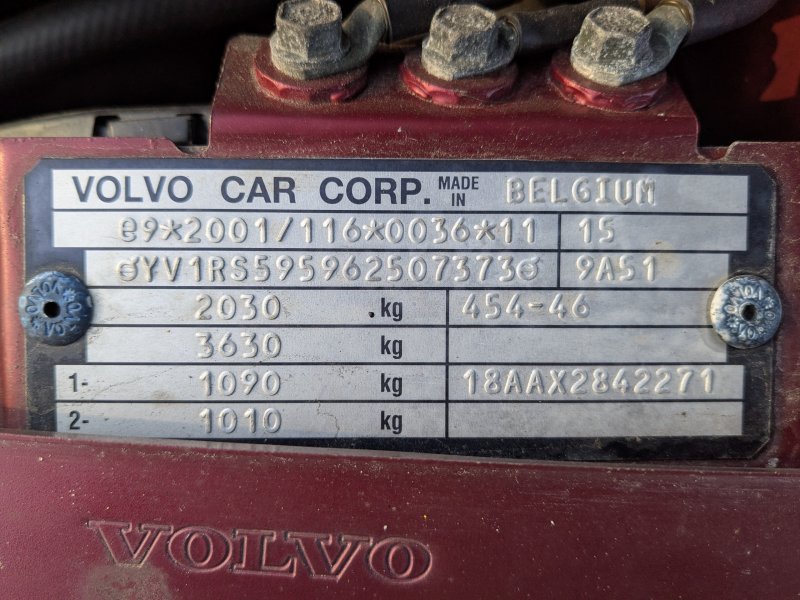 VOLVO CAR CORP. MADE IN BELGIUM
e9*2001/116*0036*11 15
YV1RS595962507373 9A51
2030 kg 454-46
3630 kg
1- 1090 kg 18AAX2842271
2- 1010 kg
VOLVO